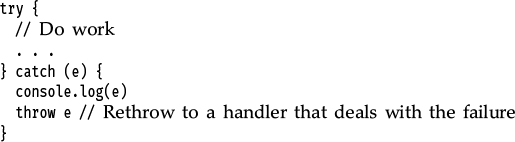 try {
  // Do work
  . . .
} catch (e) {
  console.log(e)
  throw e // Rethrow to a handler that deals with the failure
}